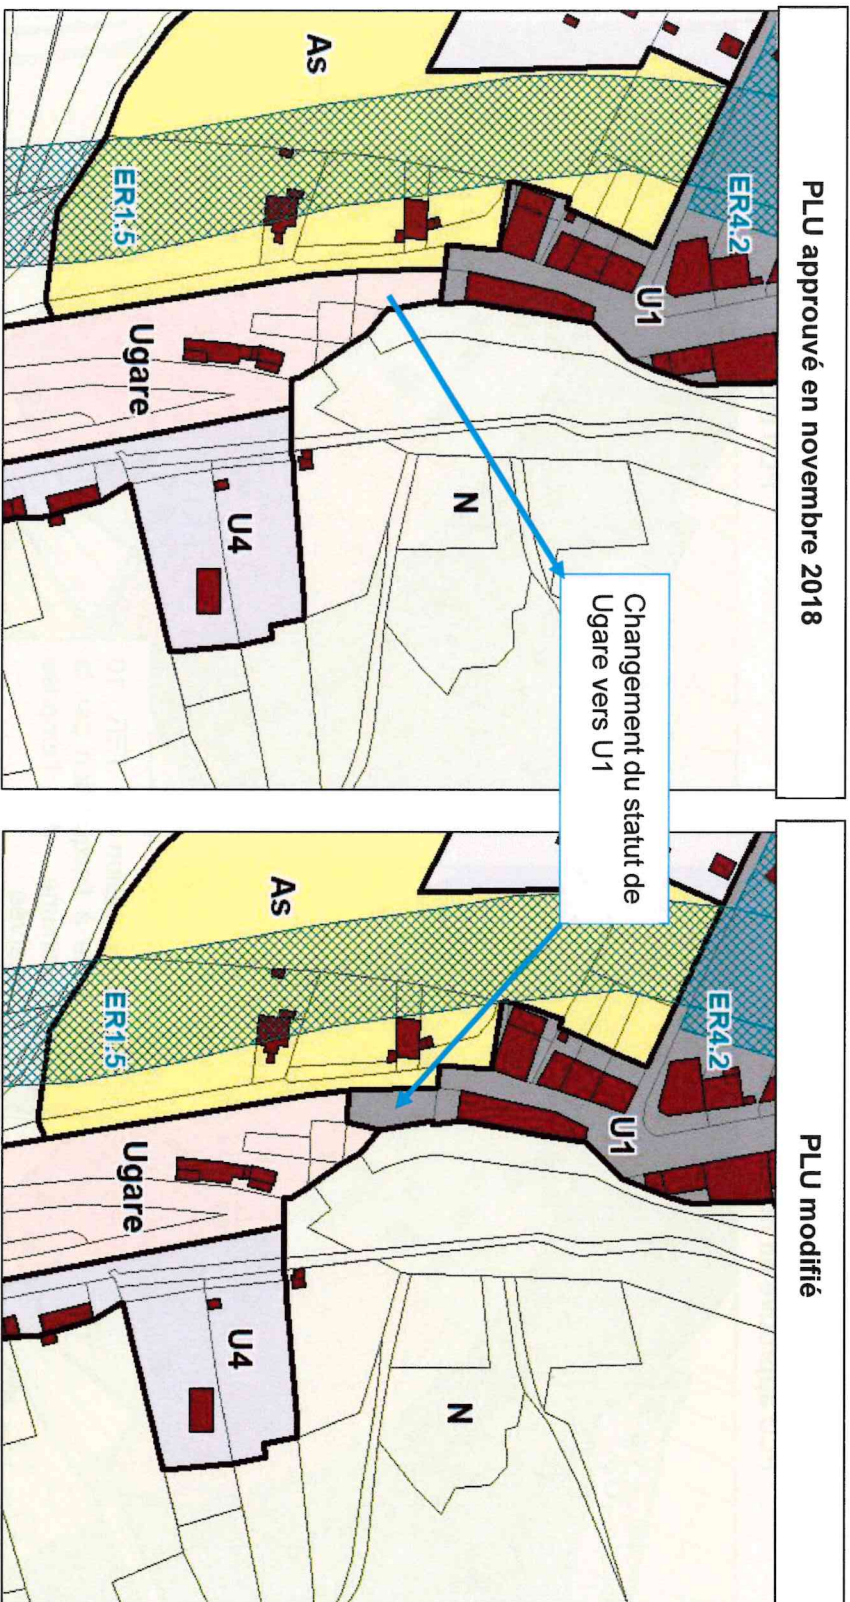 PLU approuvé en novembre 2018
As
ER1.5
ER4.2
U1
Ugare
U4
N
Changement du statut de
Ugare vers U1
PLU modifié
As
ER1.5
ER4.2
U1
Ugare
U4
N